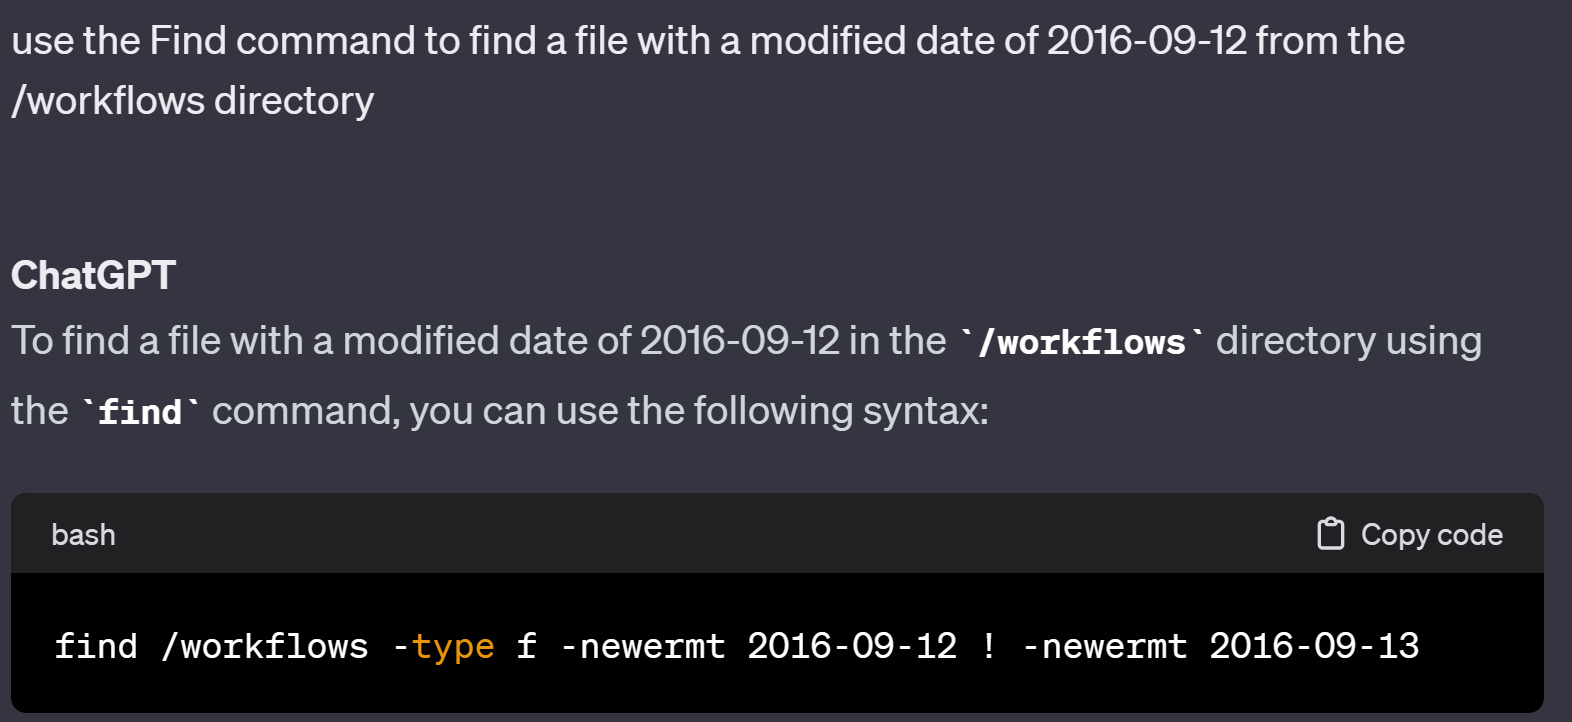 use the Find command to find a file with a modified date of 2016-09-12 from the
/workflows directory
ChatGPT
To find a file with a modified date of 2016-09-12 in the `/workflows` directory using
the `find` command, you can use the following syntax:
bash
Copy code
find /workflows -type f -newermt 2016-09-12 ! -newermt 2016-09-13